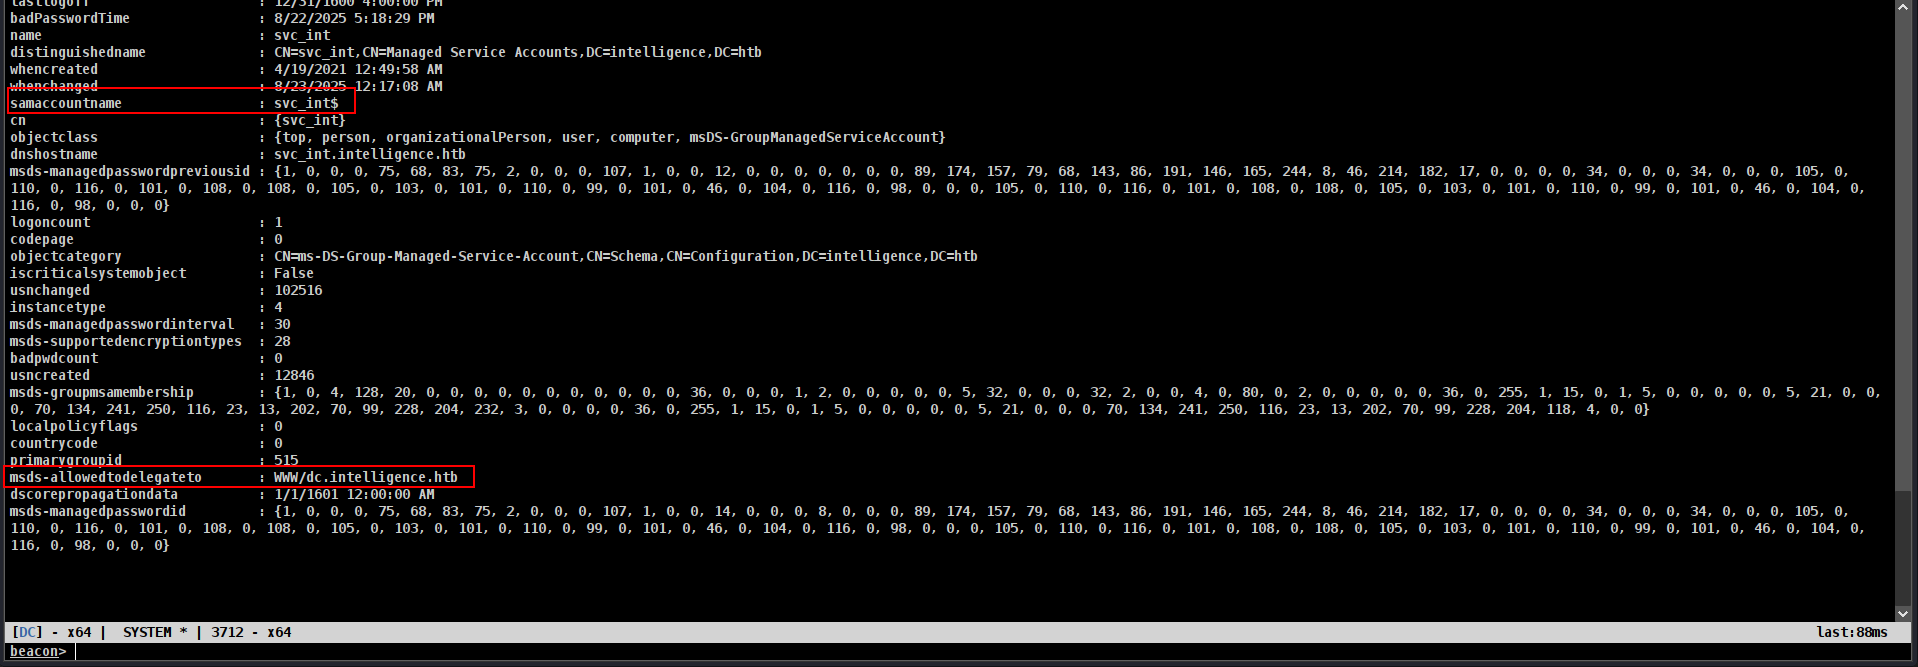 lastlogoff : 12/31/1600 4:00:00 PM
badPasswordTime : 8/22/2025 5:18:29 PM
name : svc_int
distinguishedname : CN=svc_int,CN=Managed Service Accounts,DC=intelligence,DC=htb
whencreated : 4/19/2021 12:49:58 AM
whenchanged : 8/23/2025 12:17:08 AM
samaccountname : svc_int$
cn : {svc_int}
objectclass : {top, person, organizationalPerson, user, computer, msDS-GroupManagedServiceAccount}
dnshostname : svc_int.intelligence.htb
msds-managedpasswordpreviousid : {1, 0, 0, 0, 75, 68, 83, 75, 2, 0, 0, 0, 107, 1, 0, 0, 12, 0, 0, 0, 0, 0, 0, 0, 89, 174, 157, 79, 68, 143, 86, 191, 146, 165, 244, 8, 46, 214, 182, 17, 0, 0, 0, 0, 34, 0, 0, 0, 34, 0, 0, 0, 105, 0,
110, 0, 116, 0, 101, 0, 108, 0, 108, 0, 105, 0, 103, 0, 101, 0, 110, 0, 99, 0, 101, 0, 46, 0, 104, 0, 116, 0, 98, 0, 0, 0, 105, 0, 110, 0, 116, 0, 101, 0, 108, 0, 108, 0, 105, 0, 103, 0, 101, 0, 110, 0, 99, 0, 101, 0, 46, 0, 104, 0,
116, 0, 98, 0, 0, 0}
logoncount : 1
codepage : 0
objectcategory : CN=ms-DS-Group-Managed-Service-Account,CN=Schema,CN=Configuration,DC=intelligence,DC=htb
iscriticalsystemobject : False
usnchanged : 102516
instancetype : 4
msds-managedpasswordinterval : 30
msds-supportedencryptiontypes : 28
badpwdcount : 0
usncreated : 12846
msds-groupmsamembership : {1, 0, 4, 128, 20, 0, 0, 0, 0, 0, 0, 0, 0, 0, 0, 0, 36, 0, 0, 0, 1, 2, 0, 0, 0, 0, 0, 5, 32, 0, 0, 0, 32, 2, 0, 0, 4, 0, 80, 0, 2, 0, 0, 0, 0, 0, 36, 0, 255, 1, 15, 0, 1, 5, 0, 0, 0, 0, 0, 5, 21, 0, 0,
0, 70, 134, 241, 250, 116, 23, 13, 202, 70, 99, 228, 204, 232, 3, 0, 0, 0, 0, 36, 0, 255, 1, 15, 0, 1, 5, 0, 0, 0, 0, 0, 5, 21, 0, 0, 0, 70, 134, 241, 250, 116, 23, 13, 202, 70, 99, 228, 204, 118, 4, 0, 0}
localpolicyflags : 0
countrycode : 0
primarygroupid : 515
msds-allowedtodelegateto : WWW/dc.intelligence.htb
dscorepropagationdata : 1/1/1601 12:00:00 AM
msds-managedpasswordid : {1, 0, 0, 0, 75, 68, 83, 75, 2, 0, 0, 0, 107, 1, 0, 0, 14, 0, 0, 0, 8, 0, 0, 0, 89, 174, 157, 79, 68, 143, 86, 191, 146, 165, 244, 8, 46, 214, 182, 17, 0, 0, 0, 0, 34, 0, 0, 0, 34, 0, 0, 0, 105, 0,
110, 0, 116, 0, 101, 0, 108, 0, 108, 0, 105, 0, 103, 0, 101, 0, 110, 0, 99, 0, 101, 0, 46, 0, 104, 0, 116, 0, 98, 0, 0, 0, 105, 0, 110, 0, 116, 0, 101, 0, 108, 0, 108, 0, 105, 0, 103, 0, 101, 0, 110, 0, 99, 0, 101, 0, 46, 0, 104, 0,
116, 0, 98, 0, 0, 0}
[DC] - x64 | SYSTEM * | 3712 - x64 last:88ms
beacon>